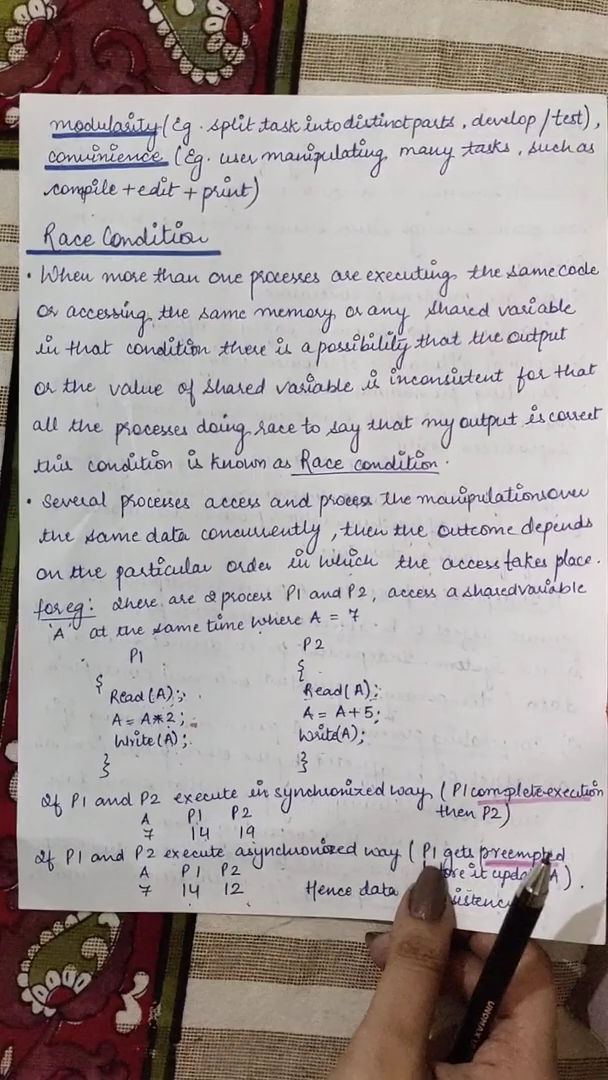 modularity (Eg. split task into distinct parts, develop/test),
convinience (Eg. user manipulating many tasks, such as
compile + edit + print)
Race Condition
• When more than one processes are executing the same code
or accessing the same memory or any shared variable
in that condition there is a possibility that the output
or the value of shared variable is inconsistent for that
all the processes doing race to say that my output is correct
this condition is known as Race condition.
• Several processes access and process the manipulations over
the same data concurrently, then the outcome depends
on the particular order in which the access takes place.
for eg: there are 2 process P1 and P2, access a shared variable
'A' at the same time where A = 7
P1 P2
{ {
Read(A); Read(A);
A = A*2; A = A+5;
Write(A); Write(A);
} }
If P1 and P2 execute in synchronized way (P1 complete execution
then P2)
A P1 P2
7 14 19
If P1 and P2 execute asynchronized way (P1 gets preempted
it A).
A P1 P2
7 14 12 Hence data